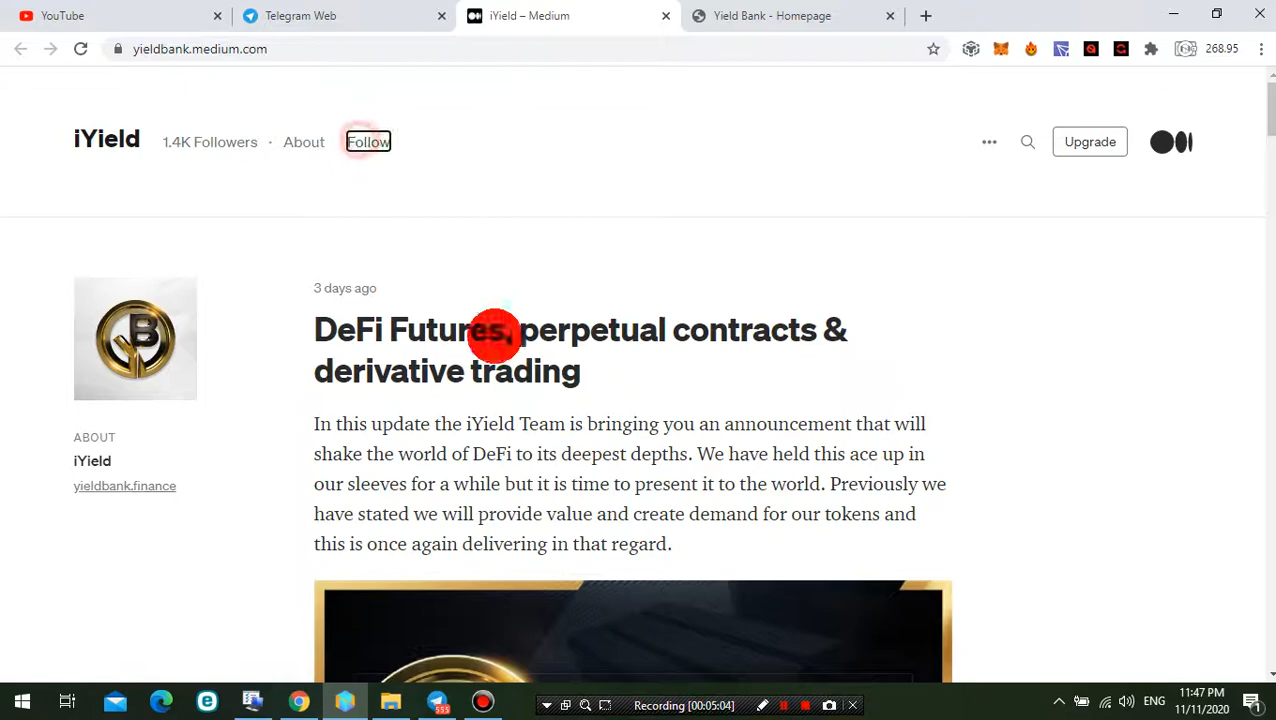 YouTube
Telegram Web
iYield – Medium
Yield Bank - Homepage
yieldbank.medium.com
268.95
iYield
1.4K Followers · About
Follow
Upgrade
3 days ago
DeFi Futures, perpetual contracts &
derivative trading
In this update the iYield Team is bringing you an announcement that will
shake the world of DeFi to its deepest depths. We have held this ace up in
our sleeves for a while but it is time to present it to the world. Previously we
have stated we will provide value and create demand for our tokens and
this is once again delivering in that regard.
ABOUT
iYield
yieldbank.finance
555
Recording [00:05:04]
ENG
11:47 PM
11/11/2020
1